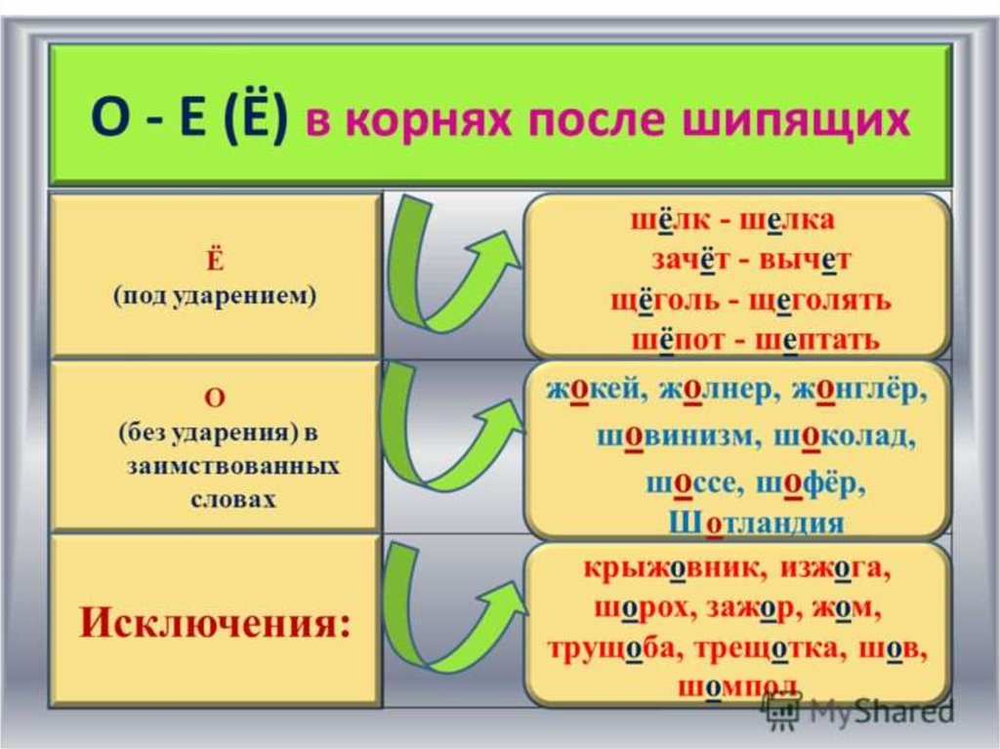 О - Е (Ё) в корнях после шипящих
Ё
(под ударением)
шёлк - шелка
зачёт - вычет
щёголь - щеголять
шёпот - шептать
О
(без ударения) в
заимствованных
словах
жокей, жолнер, жонглёр,
шовинизм, шоколад,
шоссе, шофёр,
Шотландия
Исключения:
крыжовник, изжога,
шорох, зажор, жом,
трущоба, трещотка, шов,
шомпол
MyShared